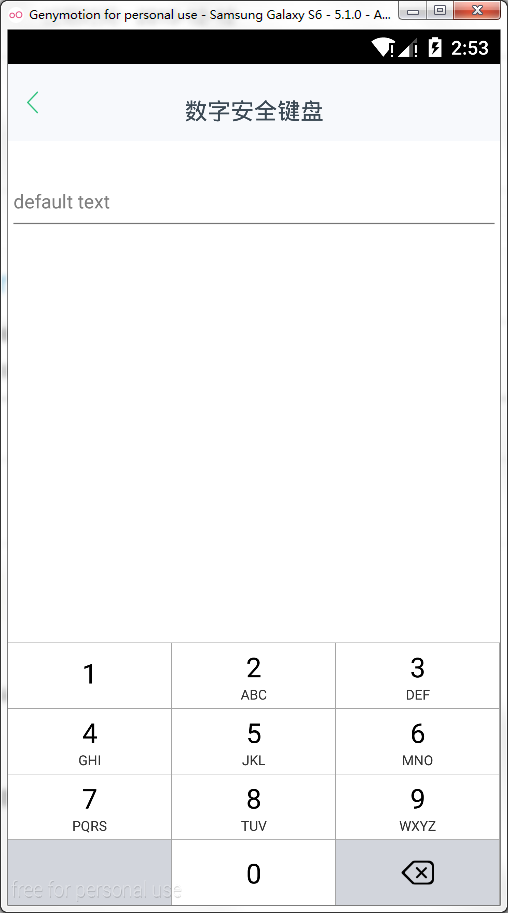 Genymotion for personal use - Samsung Galaxy S6 - 5.1.0 - A...
2:53
数字安全键盘
default text
1
2
3
ABC
DEF
4
5
6
GHI
JKL
MNO
7
8
9
PQRS
TUV
WXYZ
0
free for personal use